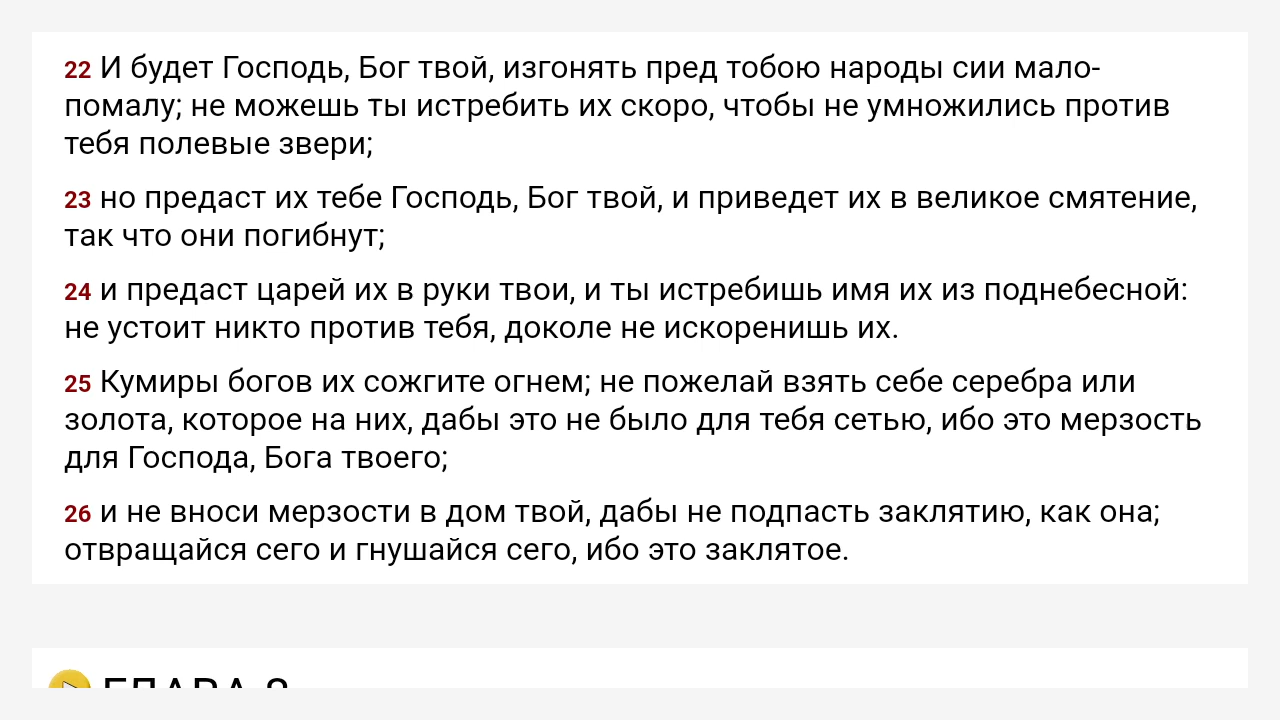 22 И будет Господь, Бог твой, изгонять пред тобою народы сии мало-
помалу; не можешь ты истребить их скоро, чтобы не умножились против
тебя полевые звери;
23 но предаст их тебе Господь, Бог твой, и приведет их в великое смятение,
так что они погибнут;
24 и предаст царей их в руки твои, и ты истребишь имя их из поднебесной:
не устоит никто против тебя, доколе не искоренишь их.
25 Кумиры богов их сожгите огнем; не пожелай взять себе серебра или
золота, которое на них, дабы это не было для тебя сетью, ибо это мерзость
для Господа, Бога твоего;
26 и не вноси мерзости в дом твой, дабы не подпасть заклятию, как она;
отвращайся сего и гнушайся сего, ибо это заклятое.
ГЛАВА